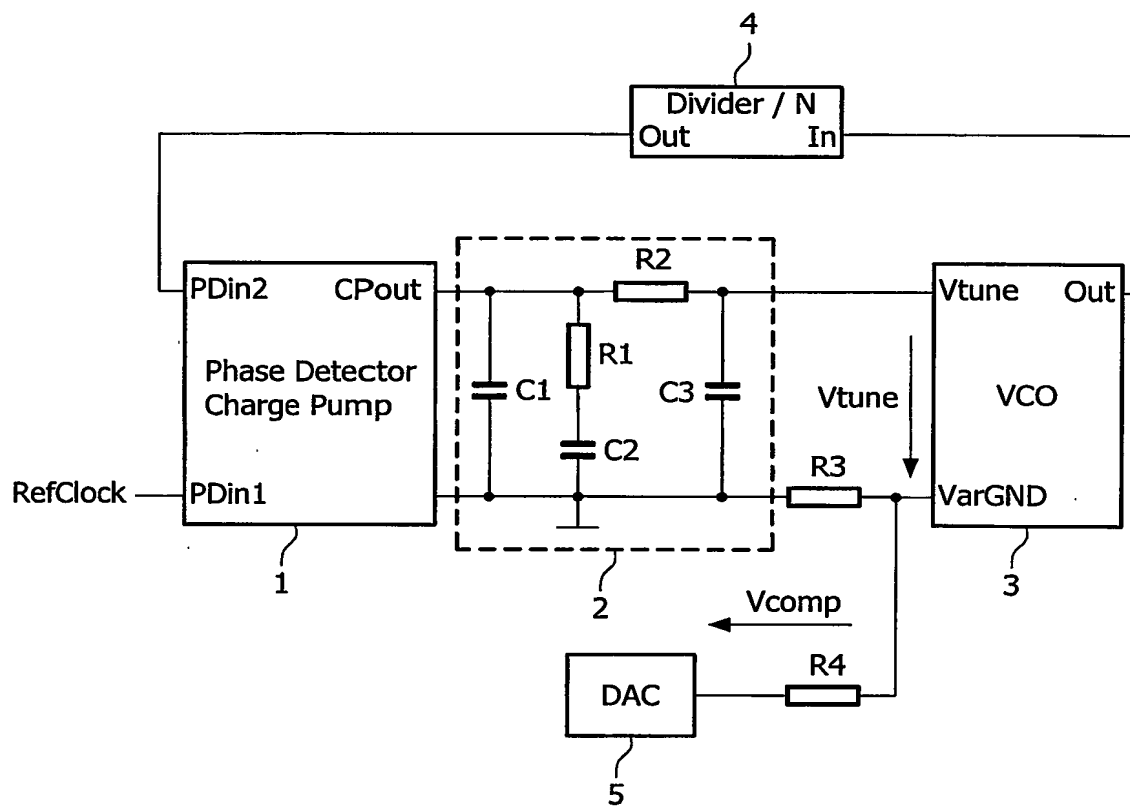 4
Divider / N
Out In
R2
PDin2 CPout
Vtune Out
R1
Phase Detector
Charge Pump
C1
C3
Vtune
VCO
C2
R3
RefClock
PDin1
VarGND
1
2
3
Vcomp
R4
DAC
5